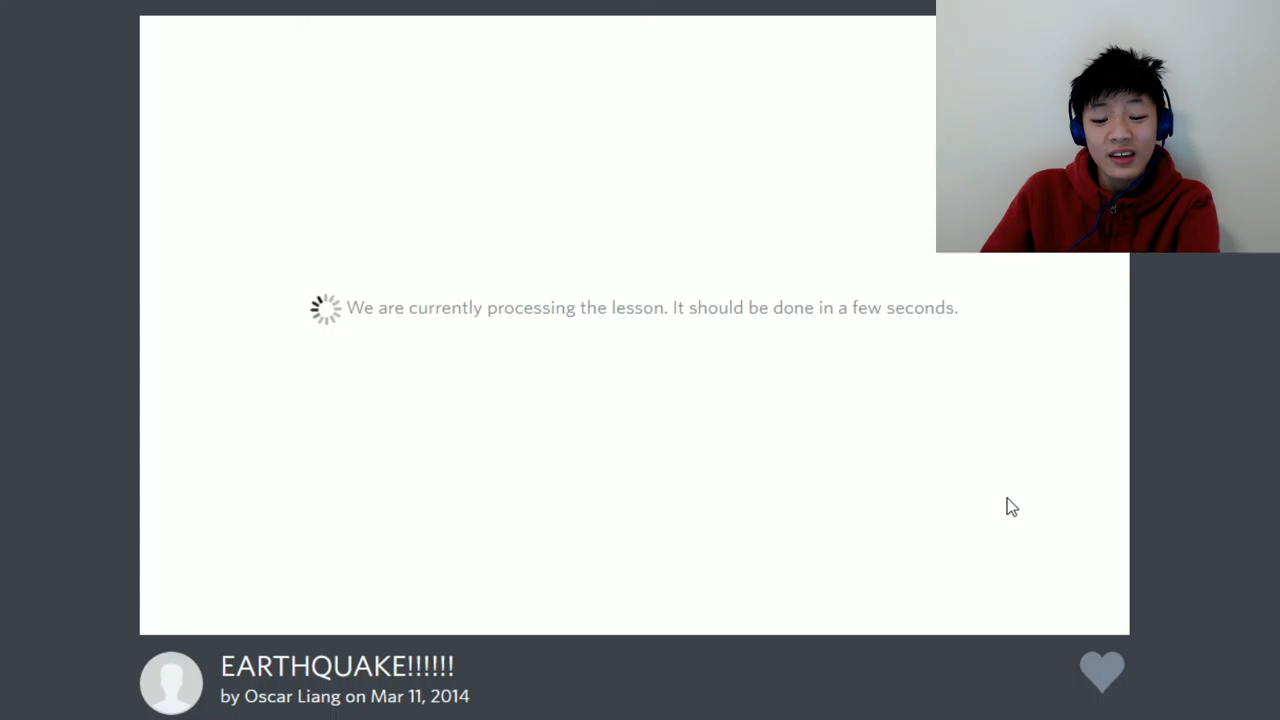 We are currently processing the lesson. It should be done in a few seconds.
EARTHQUAKE!!!!!!
by Oscar Liang on Mar 11, 2014